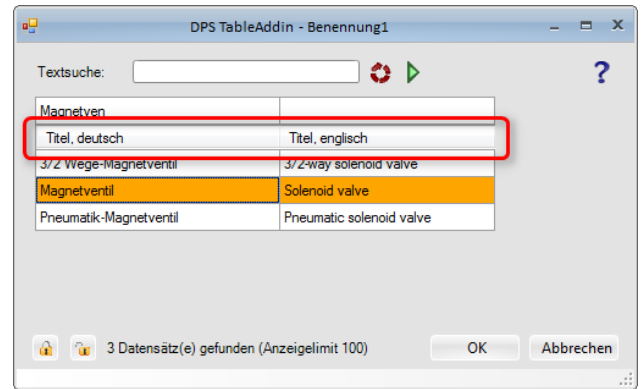 DPS TableAddin - Benennung1
Textsuche:
?
Magnetven
Titel, deutsch Titel, englisch
3/2 Wege-Magnetventil 3/2-way solenoid valve
Magnetventil Solenoid valve
Pneumatik-Magnetventil Pneumatic solenoid valve
3 Datensätz(e) gefunden (Anzeigelimit 100) OK Abbrechen